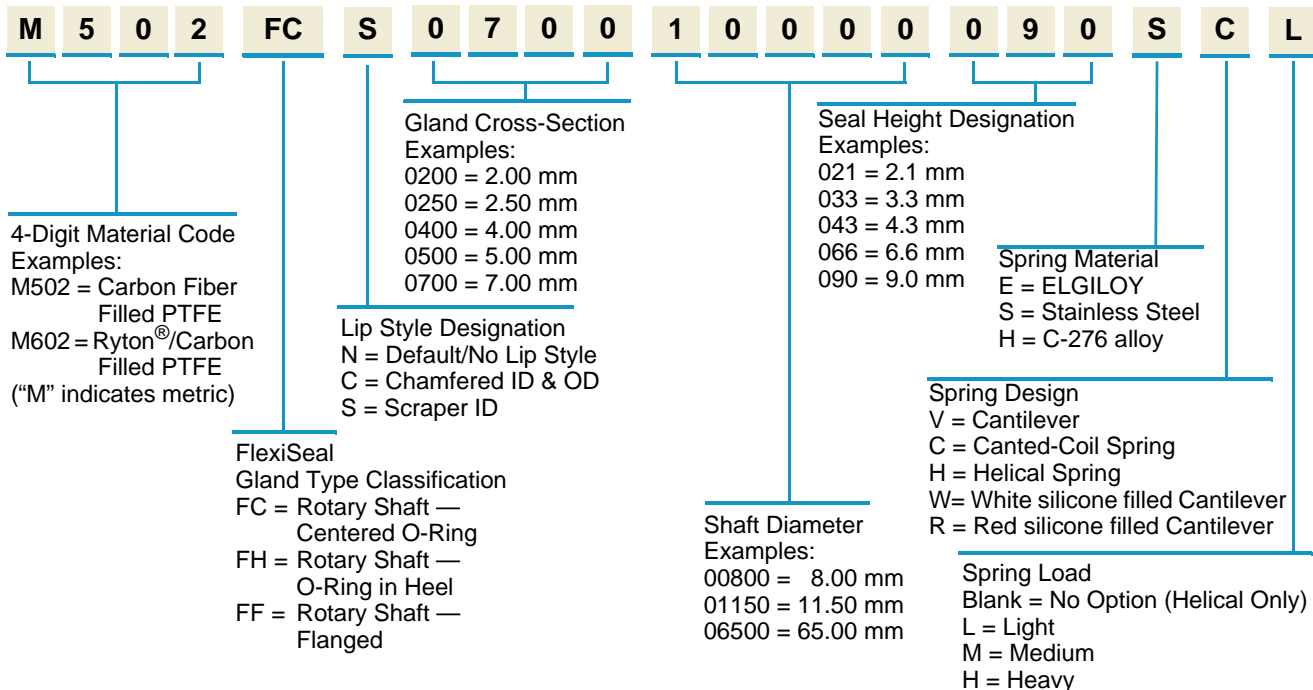 M 5 0 2 FC S 0 7 0 0 1 0 0 0 0 0 9 0 S C L
4-Digit Material Code
Examples:
M502 = Carbon Fiber
Filled PTFE
M602 = Ryton®/Carbon
Filled PTFE
("M" indicates metric)
FlexiSeal
Gland Type Classification
FC = Rotary Shaft —
Centered O-Ring
FH = Rotary Shaft —
O-Ring in Heel
FF = Rotary Shaft —
Flanged
Lip Style Designation
N = Default/No Lip Style
C = Chamfered ID & OD
S = Scraper ID
Gland Cross-Section
Examples:
0200 = 2.00 mm
0250 = 2.50 mm
0400 = 4.00 mm
0500 = 5.00 mm
0700 = 7.00 mm
Shaft Diameter
Examples:
00800 = 8.00 mm
01150 = 11.50 mm
06500 = 65.00 mm
Seal Height Designation
Examples:
021 = 2.1 mm
033 = 3.3 mm
043 = 4.3 mm
066 = 6.6 mm
090 = 9.0 mm
Spring Material
E = ELGILOY
S = Stainless Steel
H = C-276 alloy
Spring Design
V = Cantilever
C = Canted-Coil Spring
H = Helical Spring
W= White silicone filled Cantilever
R = Red silicone filled Cantilever
Spring Load
Blank = No Option (Helical Only)
L = Light
M = Medium
H = Heavy